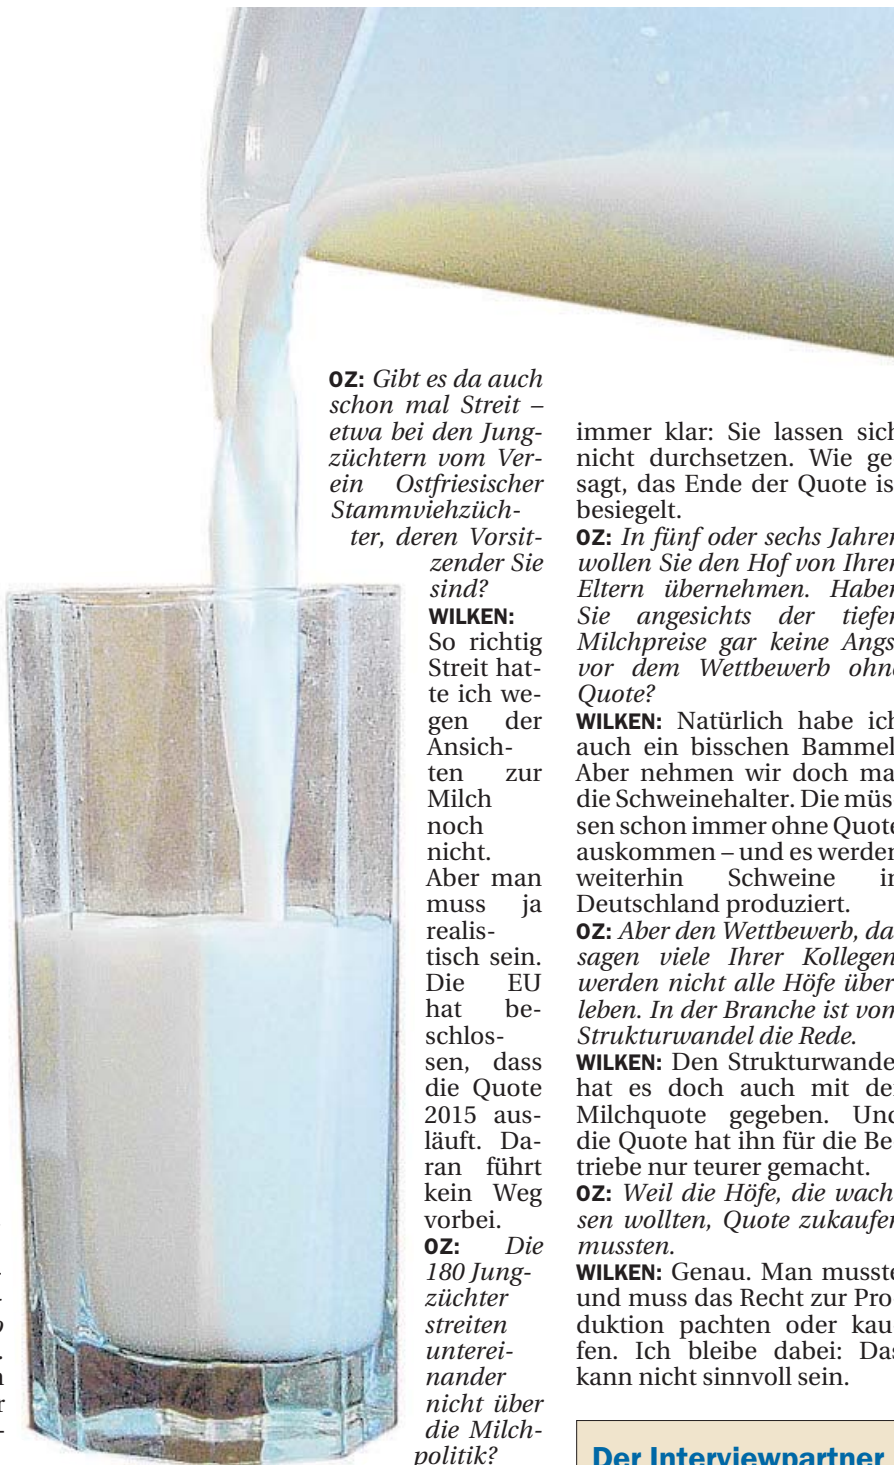 OZ: Gibt es da auch
schon mal Streit –
etwa bei den Jung-
züchtern vom Ver-
ein Ostfriesischer
Stammviehzüch-
ter, deren Vorsit-
zender Sie
sind?
WILKEN:
So richtig
Streit hat-
te ich we-
gen der
Ansich-
ten zur
Milch
noch
nicht.
Aber man
muss ja
realis-
tisch sein.
Die EU
hat be-
schlos-
sen, dass
die Quote
2015 aus-
läuft. Da-
ran führt
kein Weg
vorbei.
OZ: Die
180 Jung-
züchter
streiten
unterei-
nander
nicht über
die Milch-
politik?
immer klar: Sie lassen sich
nicht durchsetzen. Wie ge
sagt, das Ende der Quote is
besiegelt.
OZ: In fünf oder sechs Jahren
wollen Sie den Hof von Ihren
Eltern übernehmen. Haben
Sie angesichts der tiefen
Milchpreise gar keine Angs
vor dem Wettbewerb ohne
Quote?
WILKEN: Natürlich habe ich
auch ein bisschen Bammel
Aber nehmen wir doch ma
die Schweinehalter. Die müs
sen schon immer ohne Quote
auskommen – und es werden
weiterhin Schweine in
Deutschland produziert.
OZ: Aber den Wettbewerb, da
sagen viele Ihrer Kollegen
werden nicht alle Höfe über
leben. In der Branche ist vom
Strukturwandel die Rede.
WILKEN: Den Strukturwande
hat es doch auch mit der
Milchquote gegeben. Und
die Quote hat ihn für die Be
triebe nur teurer gemacht.
OZ: Weil die Höfe, die wach
sen wollten, Quote zukaufen
mussten.
WILKEN: Genau. Man musste
und muss das Recht zur Pro
duktion pachten oder kau
fen. Ich bleibe dabei: Das
kann nicht sinnvoll sein.
Der Interviewpartner